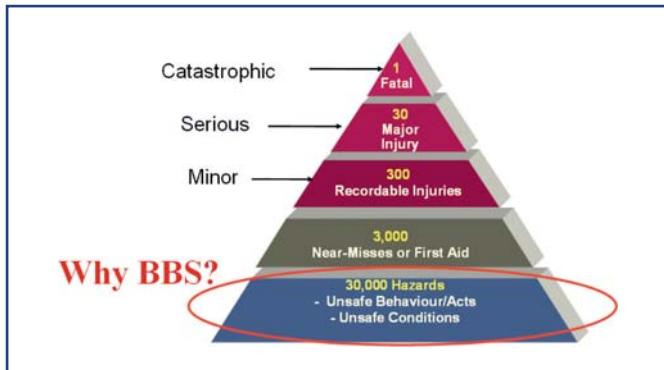 Catastrophic
1
Fatal
Serious
30
Major
Injury
Minor
300
Recordable Injuries
3,000
Near-Misses or First Aid
Why BBS?
30,000 Hazards
- Unsafe Behaviour/Acts
- Unsafe Conditions